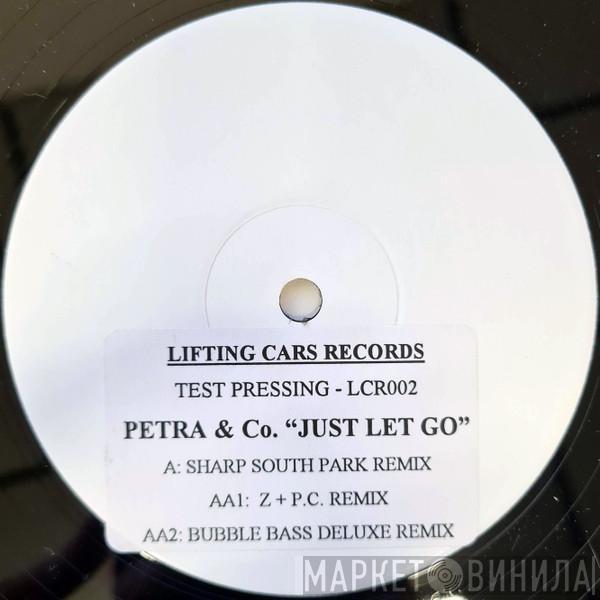 LIFTING CARS RECORDS
TEST PRESSING - LCR002
PETRA & Co. “JUST LET GO”
A: SHARP SOUTH PARK REMIX
AA1: Z + P.C. REMIX
AA2: BUBBLE BASS DELUXE REMIX
МАРКЕТ ВИНИЛА